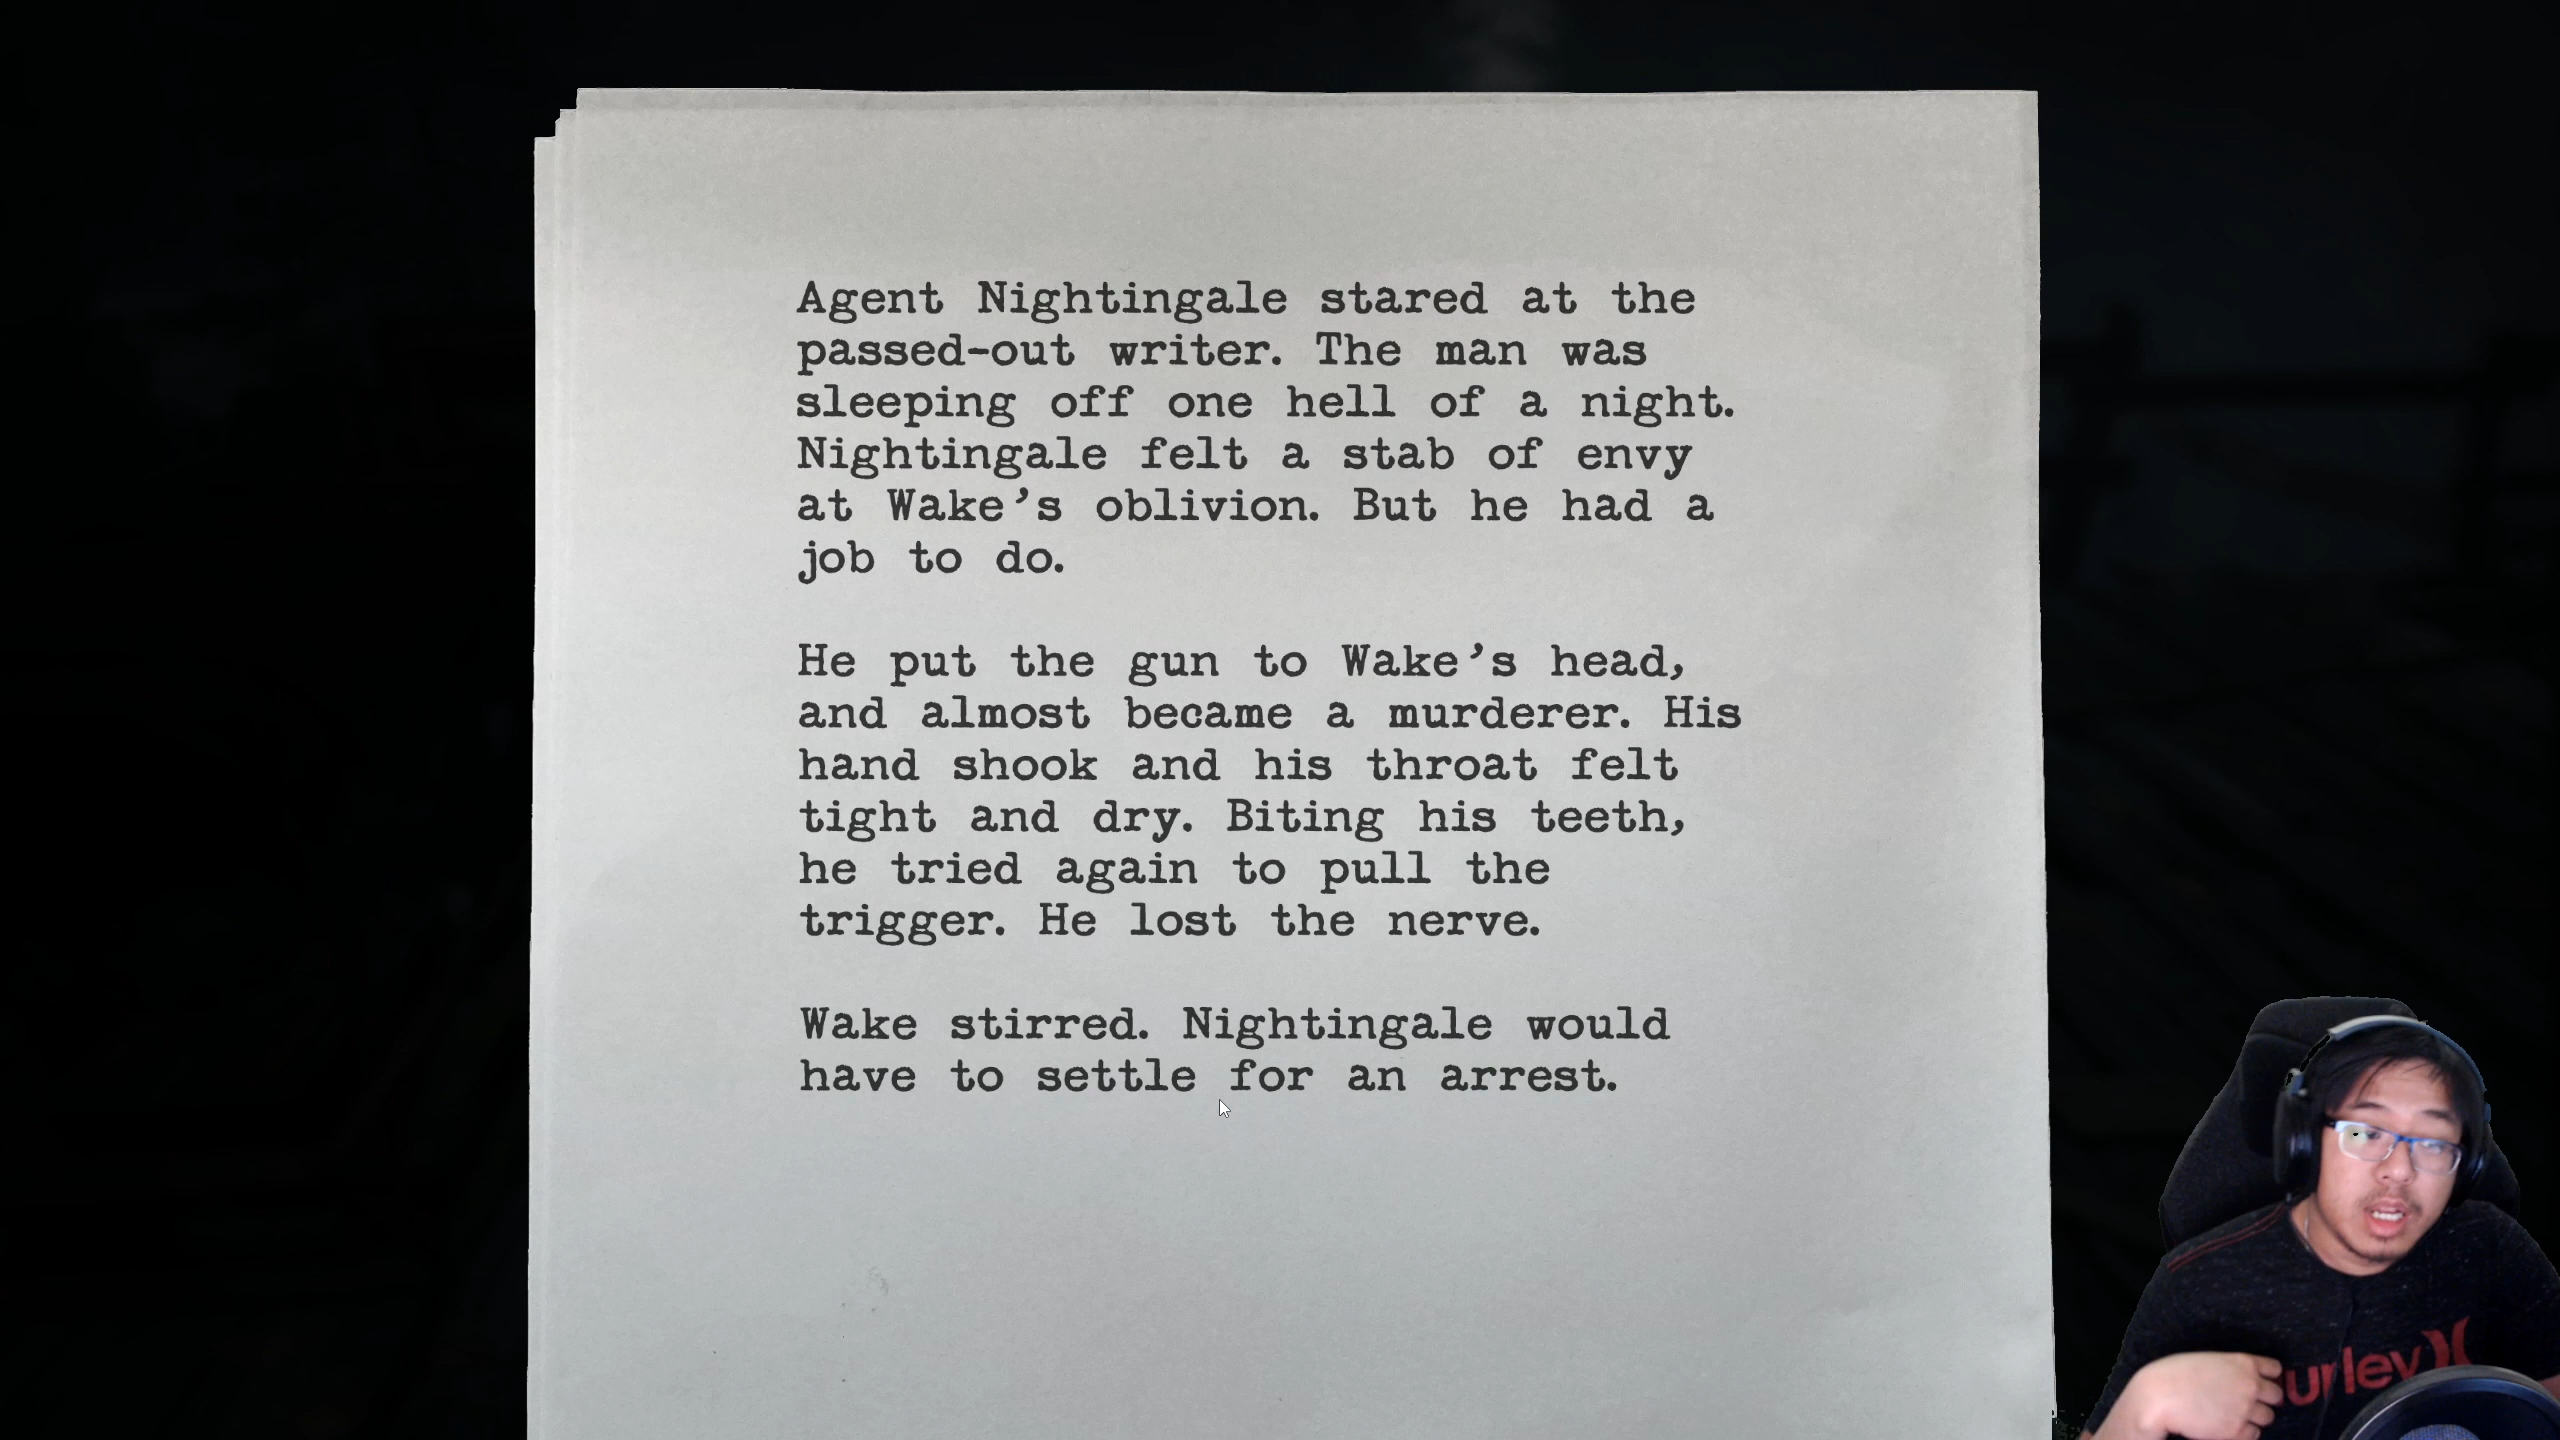 Agent Nightingale stared at the
passed-out writer. The man was
sleeping off one hell of a night.
Nightingale felt a stab of envy
at Wake’s oblivion. But he had a
job to do.
He put the gun to Wake’s head,
and almost became a murderer. His
hand shook and his throat felt
tight and dry. Biting his teeth,
he tried again to pull the
trigger. He lost the nerve.
Wake stirred. Nightingale would
have to settle for an arrest.
urley